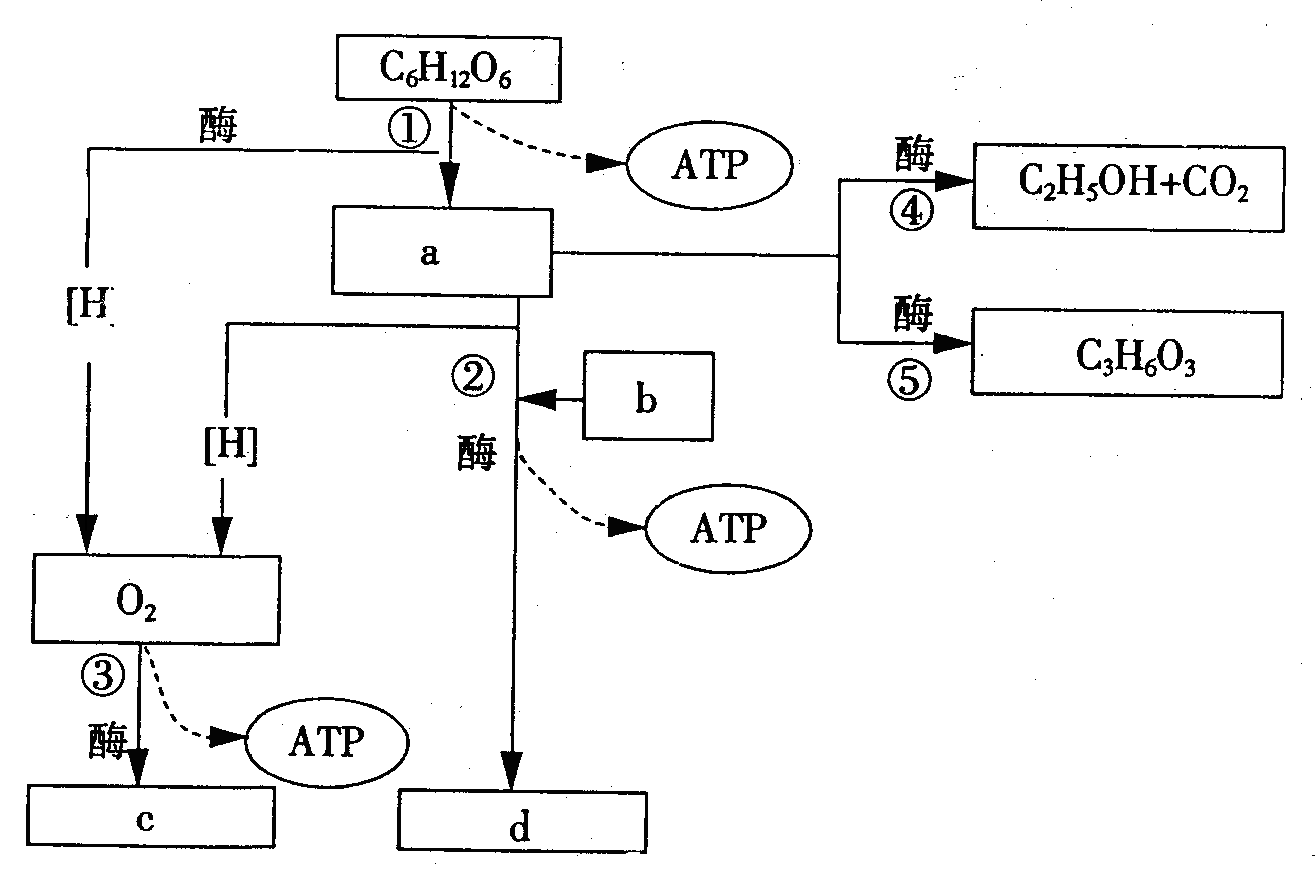 C₆H₁₂O₆
酶
①
ATP
酶
④
C₂H₅OH+CO₂
a
[H]
酶
⑤
C₃H₆O₃
②
b
[H]
酶
ATP
O₂
③
酶
ATP
c
d